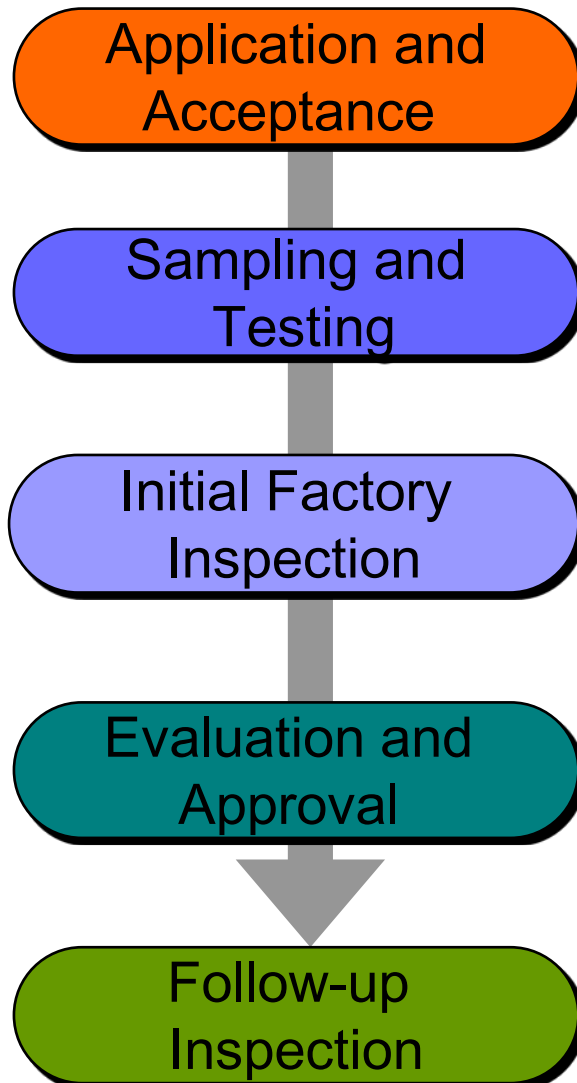 Application and
Acceptance
Sampling and
Testing
Initial Factory
Inspection
Evaluation and
Approval
Follow-up
Inspection